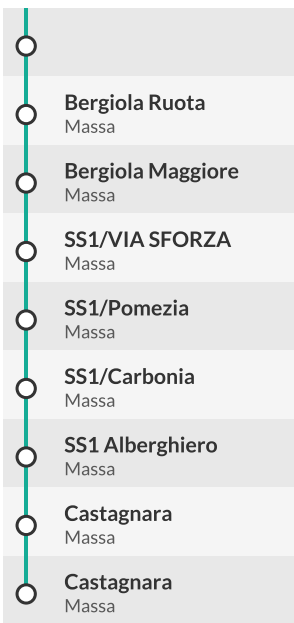 Bergiola Ruota
Massa
Bergiola Maggiore
Massa
SS1/VIA SFORZA
Massa
SS1/Pomezia
Massa
SS1/Carbonia
Massa
SS1 Alberghiero
Massa
Castagnara
Massa
Castagnara
Massa